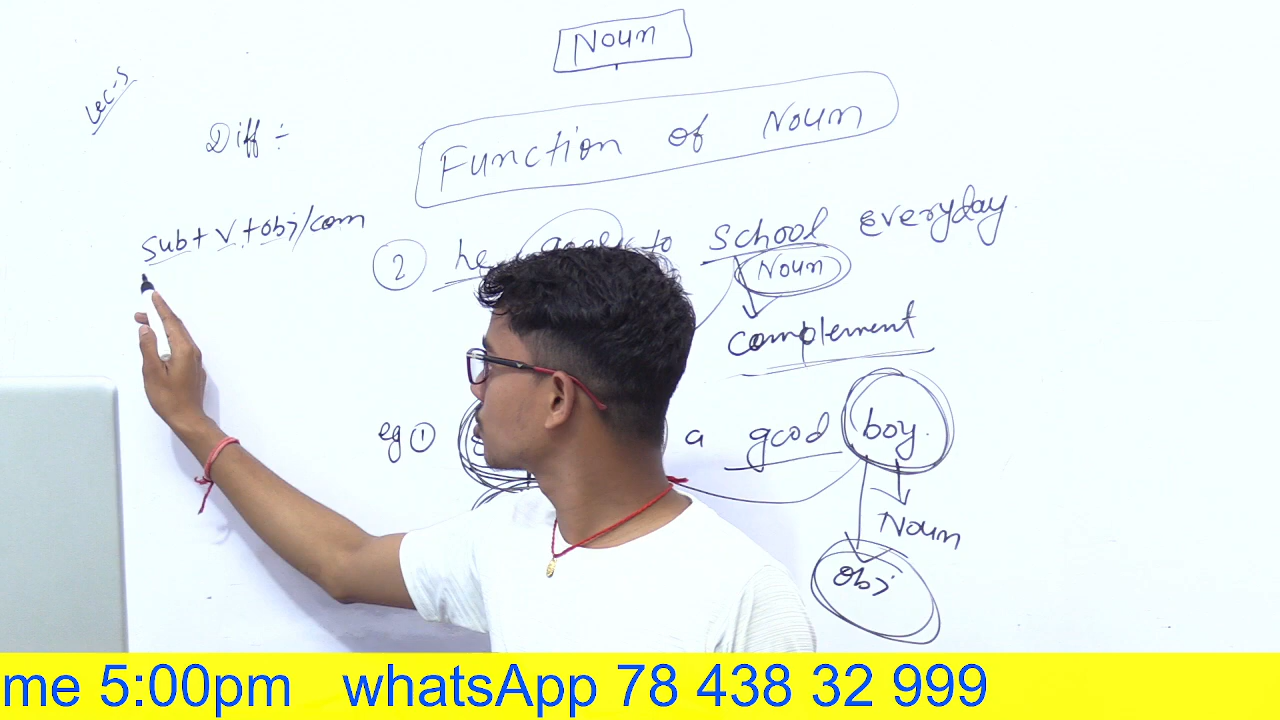 Noun
Lec-5
Diff ÷
Function of Noun
Sub + V + obj/com
2 he goes to school everyday.
Noun
complement
eg 1 a good boy.
Noun
obj
me 5:00pm whatsApp 78 438 32 999